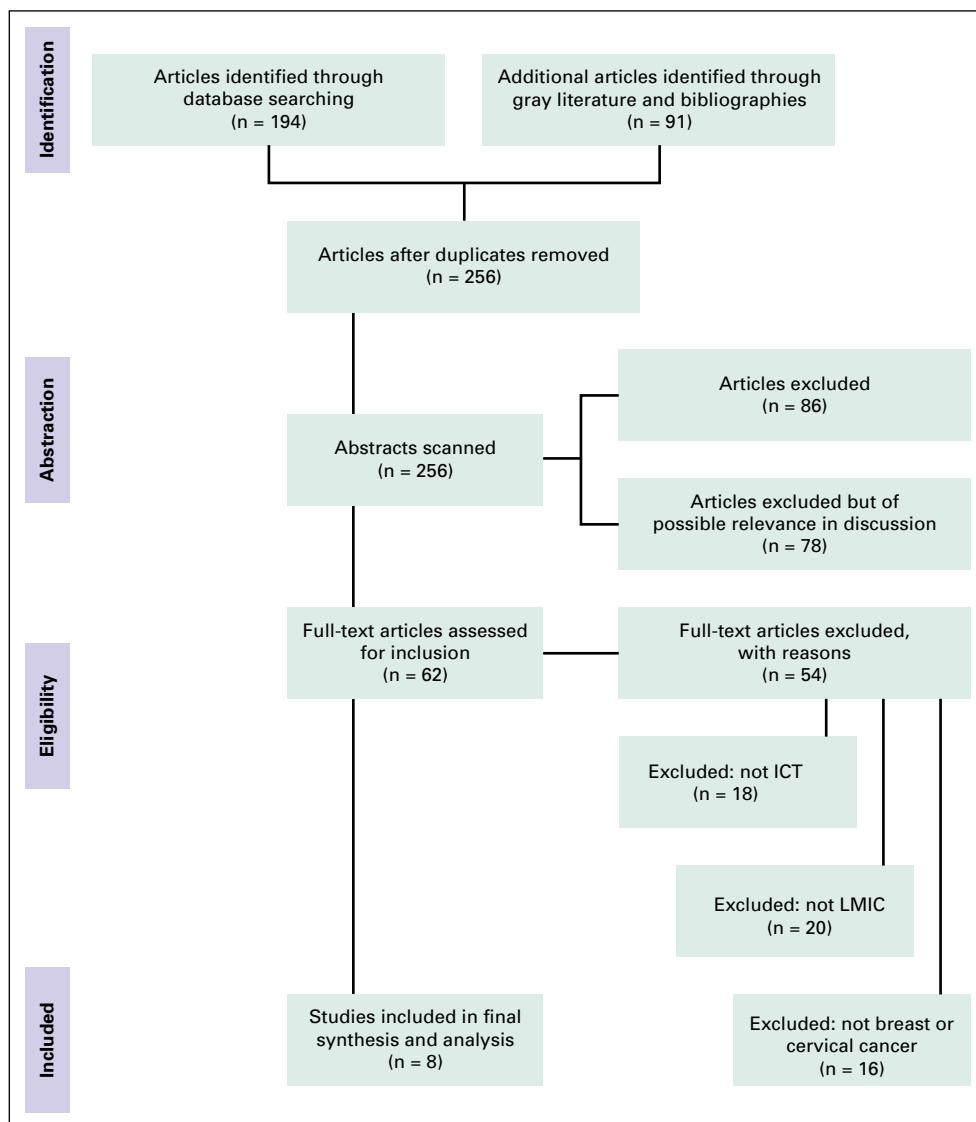 Identification
Articles identified through
database searching
(n = 194)
Additional articles identified through
gray literature and bibliographies
(n = 91)
Articles after duplicates removed
(n = 256)
Abstraction
Abstracts scanned
(n = 256)
Articles excluded
(n = 86)
Articles excluded but of
possible relevance in discussion
(n = 78)
Eligibility
Full-text articles assessed
for inclusion
(n = 62)
Full-text articles excluded,
with reasons
(n = 54)
Excluded: not ICT
(n = 18)
Excluded: not LMIC
(n = 20)
Included
Studies included in final
synthesis and analysis
(n = 8)
Excluded: not breast or
cervical cancer
(n = 16)